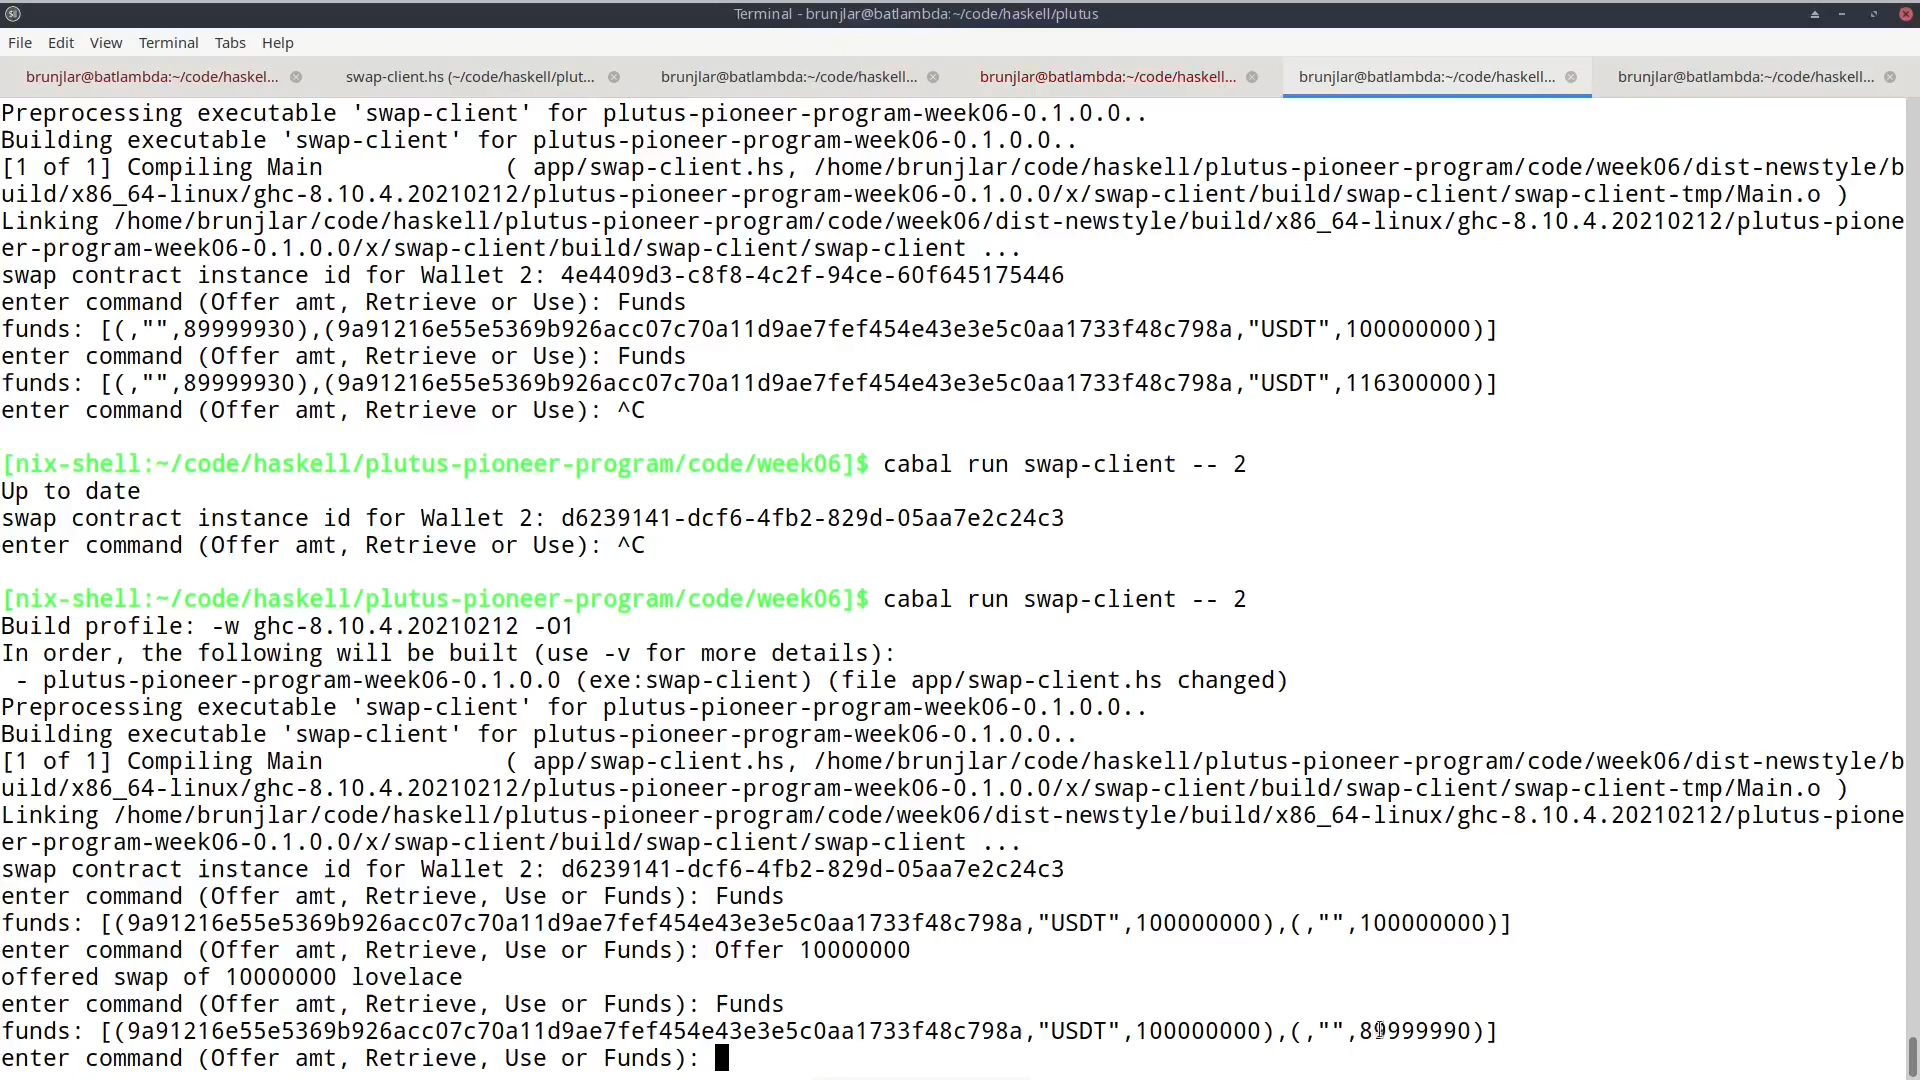 Terminal - brunjlar@batlambda:~/code/haskell/plutus
File Edit View Terminal Tabs Help
brunjlar@batlambda:~/code/haskel... swap-client.hs (~/code/haskell/plut... brunjlar@batlambda:~/code/haskell... brunjlar@batlambda:~/code/haskell... brunjlar@batlambda:~/code/haskell... brunjlar@batlambda:~/code/haskell...
Preprocessing executable 'swap-client' for plutus-pioneer-program-week06-0.1.0.0..
Building executable 'swap-client' for plutus-pioneer-program-week06-0.1.0.0..
[1 of 1] Compiling Main             ( app/swap-client.hs, /home/brunjlar/code/haskell/plutus-pioneer-program/code/week06/dist-newstyle/b
uild/x86_64-linux/ghc-8.10.4.20210212/plutus-pioneer-program-week06-0.1.0.0/x/swap-client/build/swap-client/swap-client-tmp/Main.o )
Linking /home/brunjlar/code/haskell/plutus-pioneer-program/code/week06/dist-newstyle/build/x86_64-linux/ghc-8.10.4.20210212/plutus-pione
er-program-week06-0.1.0.0/x/swap-client/build/swap-client/swap-client ...
swap contract instance id for Wallet 2: 4e4409d3-c8f8-4c2f-94ce-60f645175446
enter command (Offer amt, Retrieve or Use): Funds
funds: [(,"",89999930),(9a91216e55e5369b926acc07c70a11d9ae7fef454e43e3e5c0aa1733f48c798a,"USDT",100000000)]
enter command (Offer amt, Retrieve or Use): Funds
funds: [(,"",89999930),(9a91216e55e5369b926acc07c70a11d9ae7fef454e43e3e5c0aa1733f48c798a,"USDT",116300000)]
enter command (Offer amt, Retrieve or Use): ^C
[nix-shell:~/code/haskell/plutus-pioneer-program/code/week06]$ cabal run swap-client -- 2
Up to date
swap contract instance id for Wallet 2: d6239141-dcf6-4fb2-829d-05aa7e2c24c3
enter command (Offer amt, Retrieve or Use): ^C
[nix-shell:~/code/haskell/plutus-pioneer-program/code/week06]$ cabal run swap-client -- 2
Build profile: -w ghc-8.10.4.20210212 -O1
In order, the following will be built (use -v for more details):
 - plutus-pioneer-program-week06-0.1.0.0 (exe:swap-client) (file app/swap-client.hs changed)
Preprocessing executable 'swap-client' for plutus-pioneer-program-week06-0.1.0.0..
Building executable 'swap-client' for plutus-pioneer-program-week06-0.1.0.0..
[1 of 1] Compiling Main             ( app/swap-client.hs, /home/brunjlar/code/haskell/plutus-pioneer-program/code/week06/dist-newstyle/b
uild/x86_64-linux/ghc-8.10.4.20210212/plutus-pioneer-program-week06-0.1.0.0/x/swap-client/build/swap-client/swap-client-tmp/Main.o )
Linking /home/brunjlar/code/haskell/plutus-pioneer-program/code/week06/dist-newstyle/build/x86_64-linux/ghc-8.10.4.20210212/plutus-pione
er-program-week06-0.1.0.0/x/swap-client/build/swap-client/swap-client ...
swap contract instance id for Wallet 2: d6239141-dcf6-4fb2-829d-05aa7e2c24c3
enter command (Offer amt, Retrieve, Use or Funds): Funds
funds: [(9a91216e55e5369b926acc07c70a11d9ae7fef454e43e3e5c0aa1733f48c798a,"USDT",100000000),(,"",100000000)]
enter command (Offer amt, Retrieve, Use or Funds): Offer 10000000
offered swap of 10000000 lovelace
enter command (Offer amt, Retrieve, Use or Funds): Funds
funds: [(9a91216e55e5369b926acc07c70a11d9ae7fef454e43e3e5c0aa1733f48c798a,"USDT",100000000),(,"",89999990)]
enter command (Offer amt, Retrieve, Use or Funds):